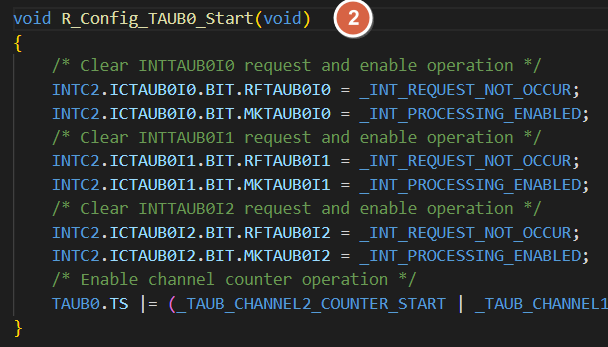 void R_Config_TAUB0_Start(void) 2
{
/* Clear INTTAUB0I0 request and enable operation */
INTC2.ICTAUB0I0.BIT.RFTAUB0I0 = _INT_REQUEST_NOT_OCCUR;
INTC2.ICTAUB0I0.BIT.MKTAUB0I0 = _INT_PROCESSING_ENABLED;
/* Clear INTTAUB0I1 request and enable operation */
INTC2.ICTAUB0I1.BIT.RFTAUB0I1 = _INT_REQUEST_NOT_OCCUR;
INTC2.ICTAUB0I1.BIT.MKTAUB0I1 = _INT_PROCESSING_ENABLED;
/* Clear INTTAUB0I2 request and enable operation */
INTC2.ICTAUB0I2.BIT.RFTAUB0I2 = _INT_REQUEST_NOT_OCCUR;
INTC2.ICTAUB0I2.BIT.MKTAUB0I2 = _INT_PROCESSING_ENABLED;
/* Enable channel counter operation */
TAUB0.TS |= (_TAUB_CHANNEL2_COUNTER_START | _TAUB_CHANNEL1
}